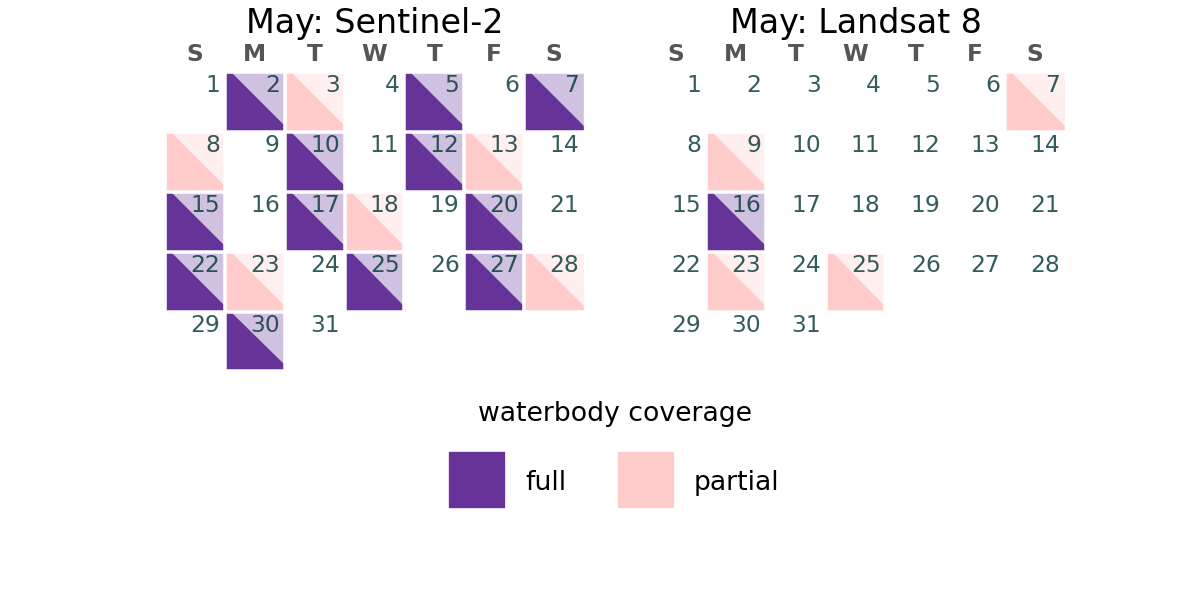 May: Sentinel-2
S M T W T F S
1 2 3 4 5 6 7
8 9 10 11 12 13 14
15 16 17 18 19 20 21
22 23 24 25 26 27 28
29 30 31
May: Landsat 8
S M T W T F S
1 2 3 4 5 6 7
8 9 10 11 12 13 14
15 16 17 18 19 20 21
22 23 24 25 26 27 28
29 30 31
waterbody coverage
full partial